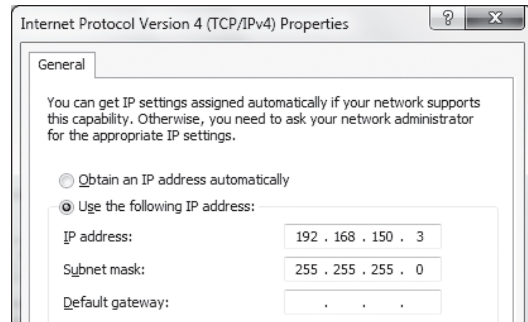 Internet Protocol Version 4 (TCP/IPv4) Properties ? X
General
You can get IP settings assigned automatically if your network supports
this capability. Otherwise, you need to ask your network administrator
for the appropriate IP settings.
Obtain an IP address automatically
Use the following IP address:
IP address: 192 . 168 . 150 . 3
Subnet mask: 255 . 255 . 255 . 0
Default gateway: . . .